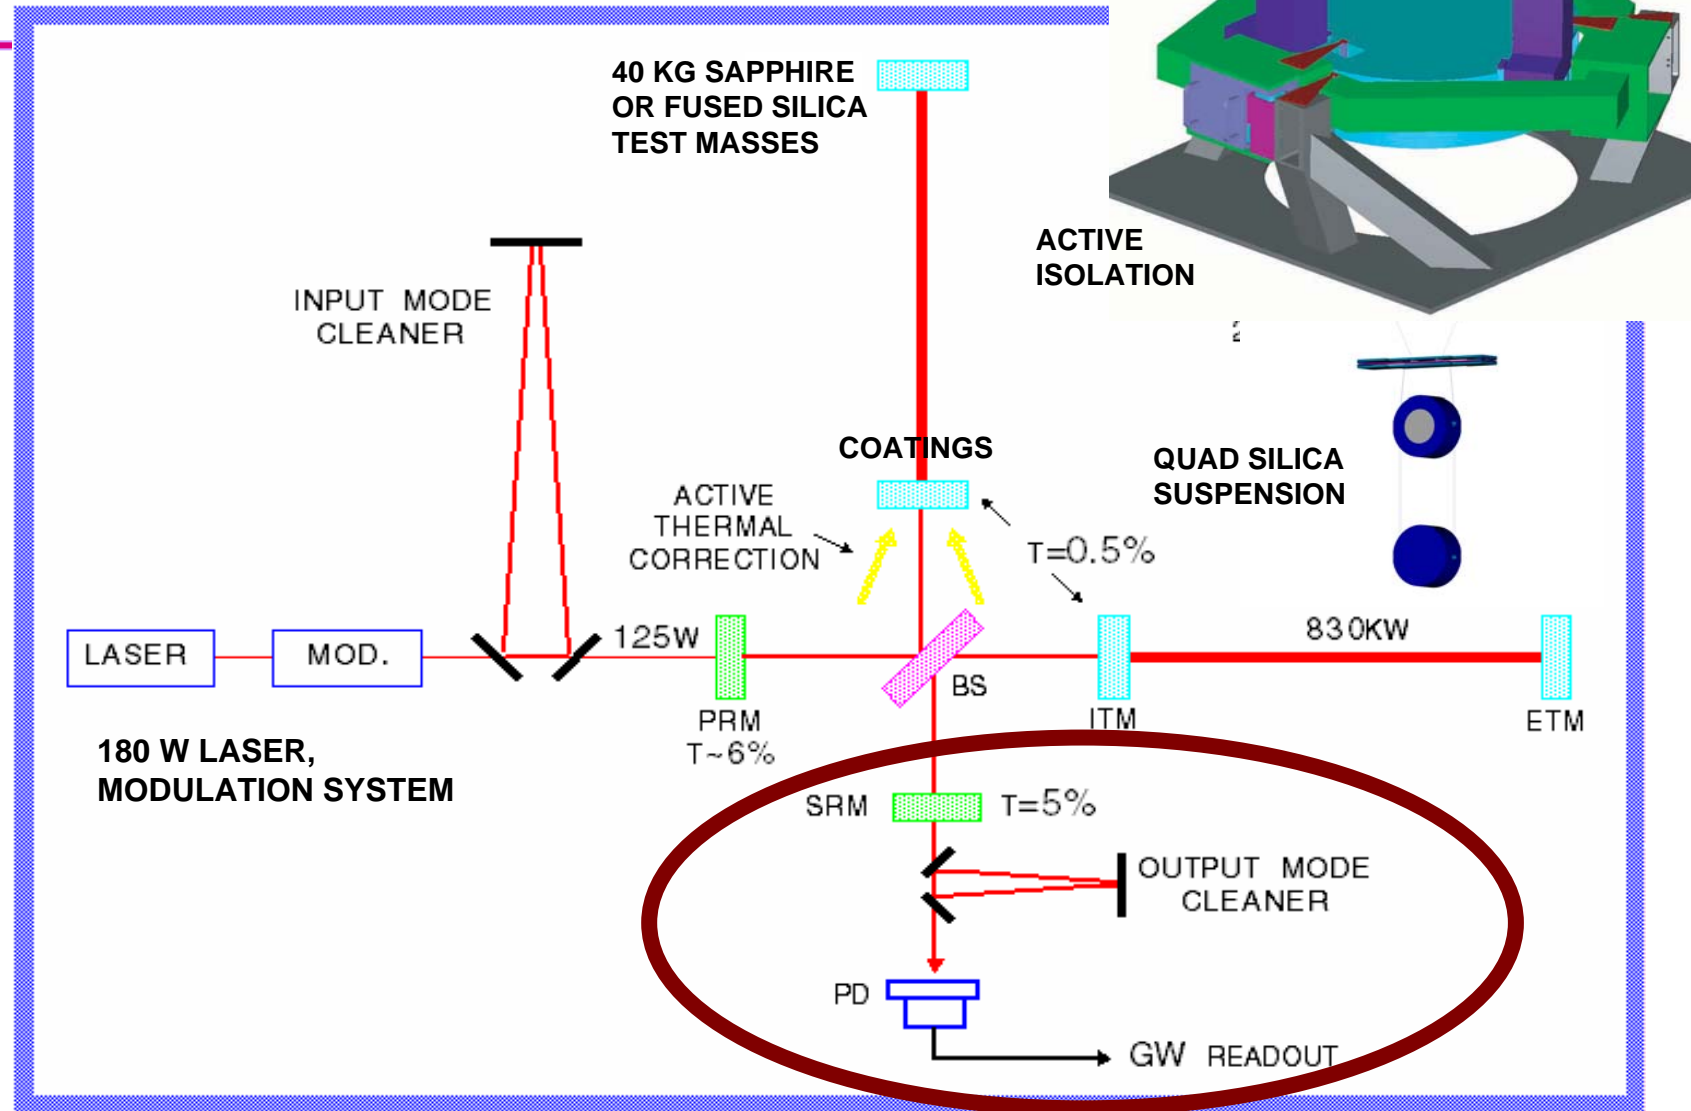 40 KG SAPPHIRE
OR FUSED SILICA
TEST MASSES
ACTIVE
ISOLATION
INPUT MODE
CLEANER
COATINGS
QUAD SILICA
SUSPENSION
ACTIVE
THERMAL
CORRECTION
T=0.5%
LASER
MOD.
125W
830KW
BS
PRM
T~6%
ITM
ETM
180 W LASER,
MODULATION SYSTEM
SRM
T=5%
OUTPUT MODE
CLEANER
PD
GW READOUT